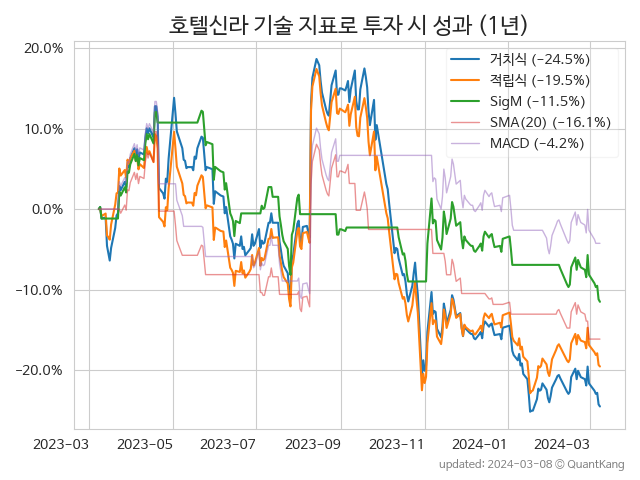 호텔신라 기술 지표로 투자 시 성과 (1년)
20.0%
10.0%
0.0%
−10.0%
−20.0%
거치식 (−24.5%)
적립식 (−19.5%)
SigM (−11.5%)
SMA(20) (−16.1%)
MACD (−4.2%)
2023-03
2023-05
2023-07
2023-09
2023-11
2024-01
2024-03
updated: 2024-03-08 ⓒ QuantKang